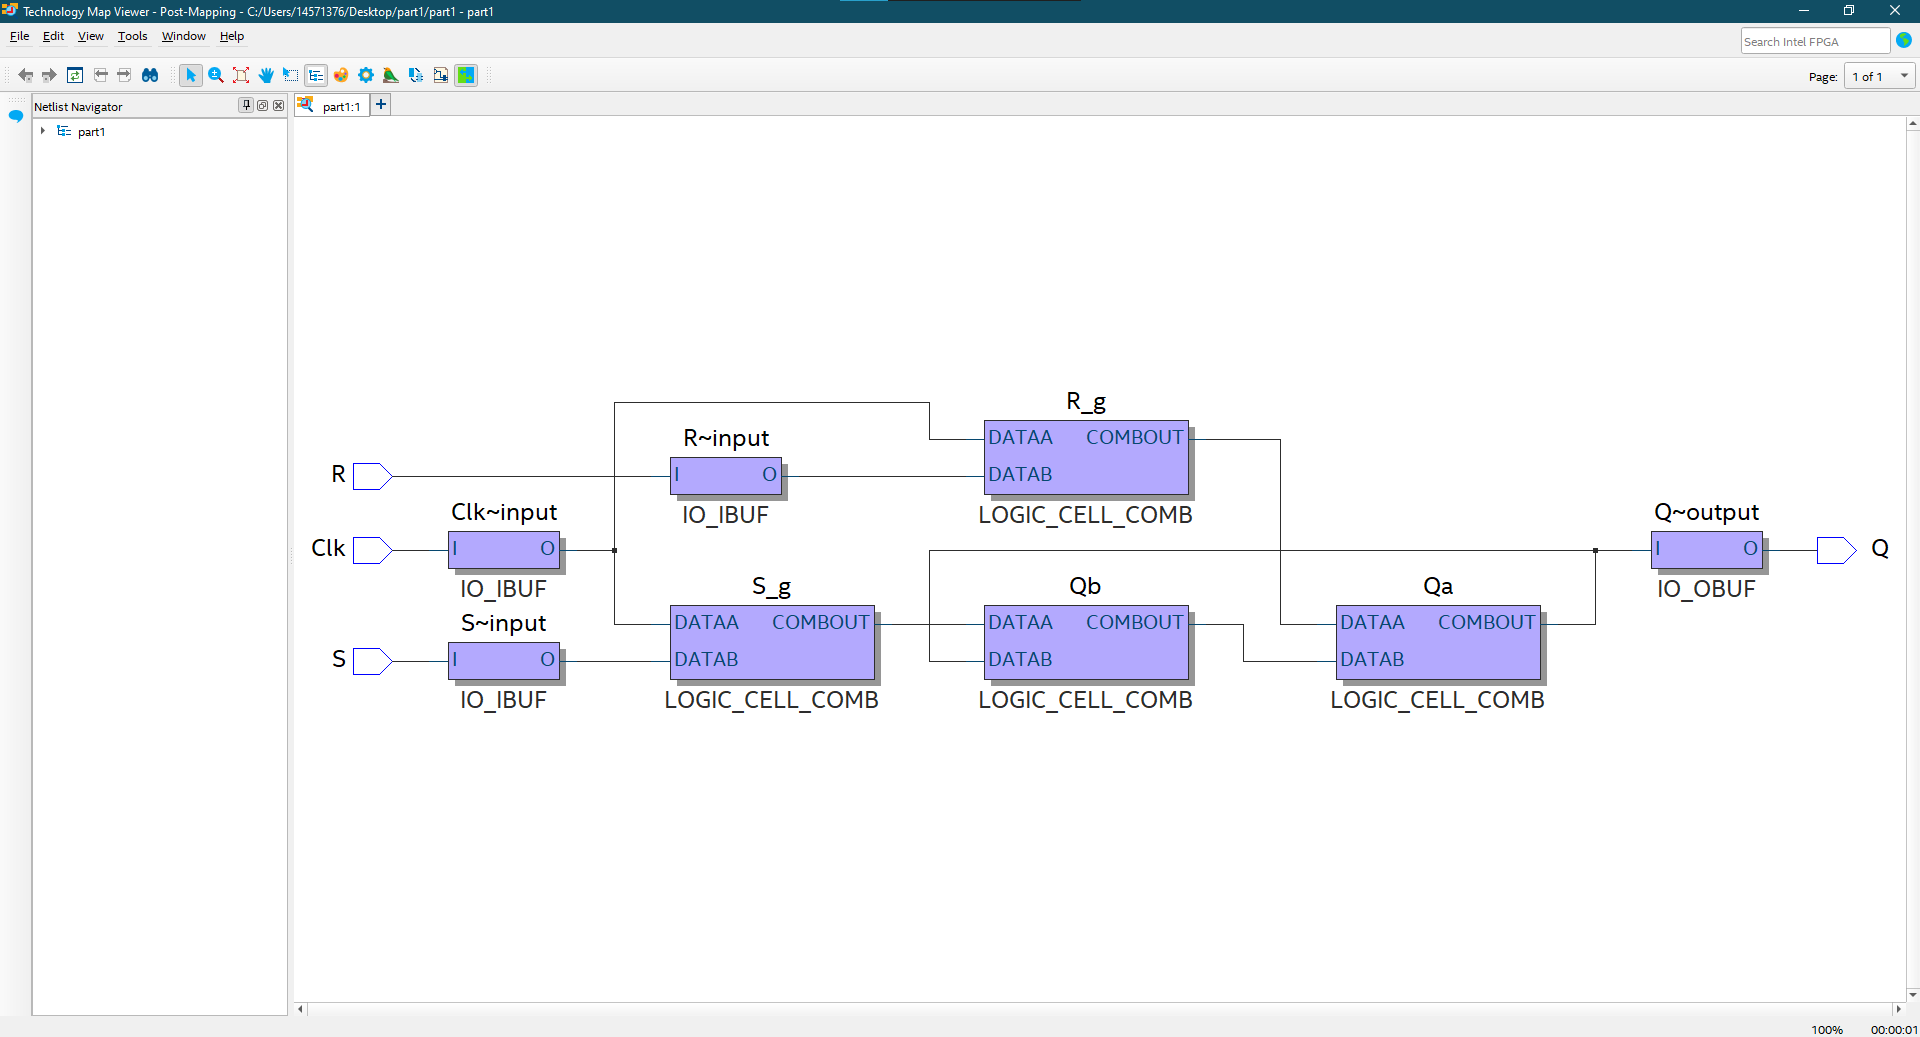 Technology Map Viewer - Post-Mapping - C:/Users/14571376/Desktop/part1/part1 - part1
File Edit View Tools Window Help
Search Intel FPGA
Page: 1 of 1
Netlist Navigator
part1:1
part1
R_g
DATAA COMBOUT
DATAB
LOGIC_CELL_COMB
R~input
I O
IO_IBUF
R
Clk~input
Clk
I O
IO_IBUF
Q~output
I O
IO_OBUF
Q
S~input
S
I O
IO_IBUF
S_g
DATAA COMBOUT
DATAB
LOGIC_CELL_COMB
Qb
DATAA COMBOUT
DATAB
LOGIC_CELL_COMB
Qa
DATAA COMBOUT
DATAB
LOGIC_CELL_COMB
100% 00:00:01